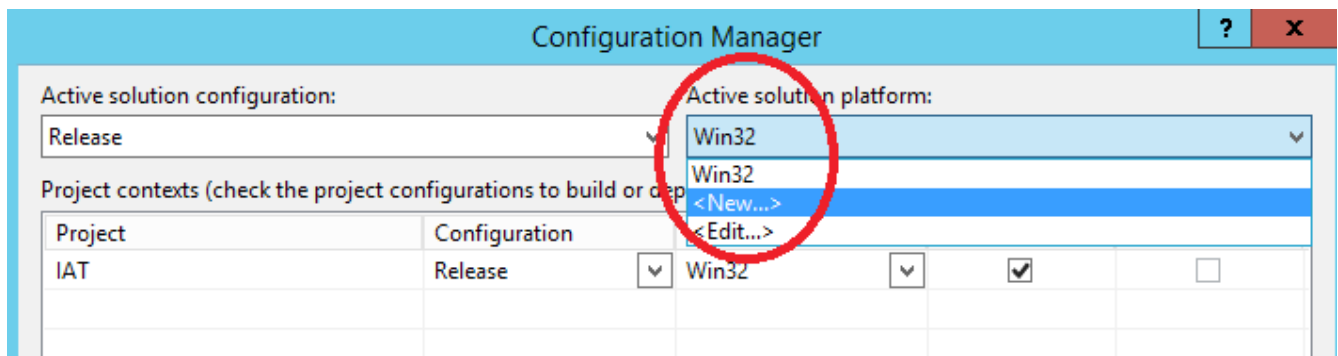 Configuration Manager
? x
Active solution configuration:
Active solution platform:
Release
Win32
Project contexts (check the project configurations to build or dep
Win32
<New...>
<Edit...>
Project
Configuration
IAT
Release
Win32